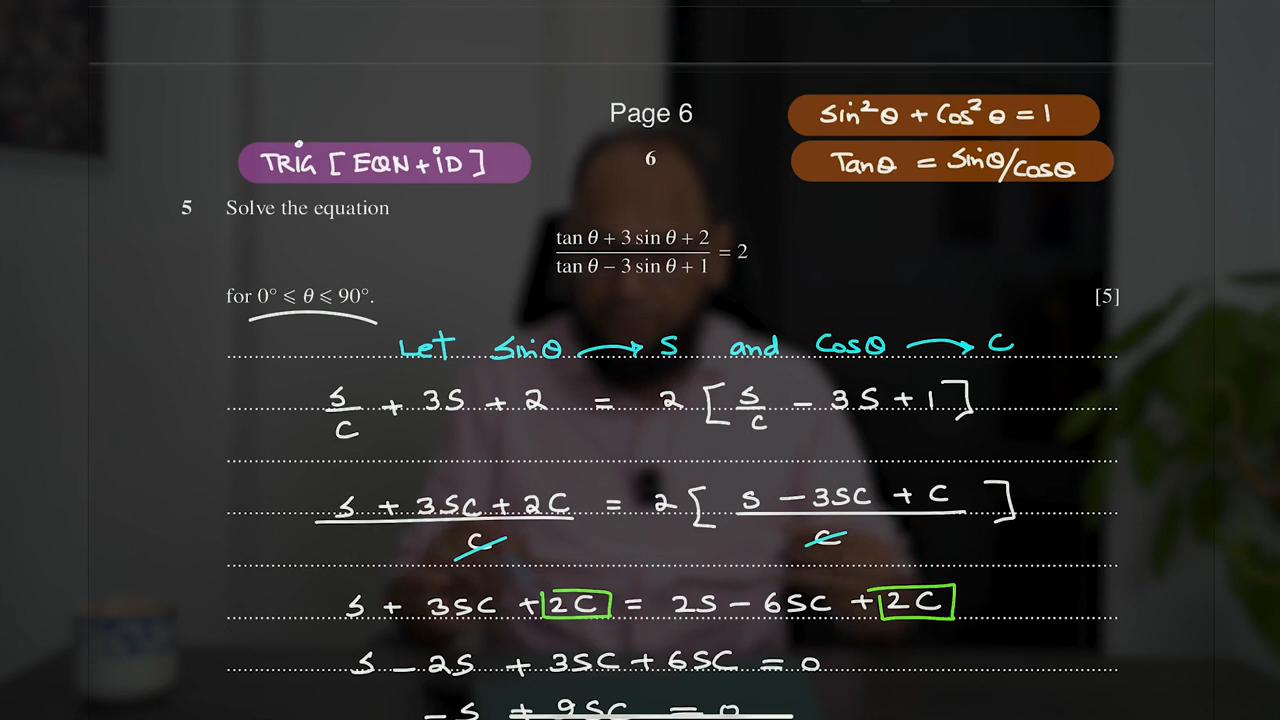 Page 6
sin²θ + Cos²θ = 1
TRIG [EQN + iD]
6
Tanθ = sinθ/cosθ
5 Solve the equation
tan θ + 3 sin θ + 2
tan θ − 3 sin θ + 1
= 2
for 0° ⩽ θ ⩽ 90°. [5]
Let sinθ → S and cosθ → C
s/c + 3S + 2 = 2 [s/c − 3S + 1]
s + 3SC + 2C / c = 2 [s − 3SC + C / c]
s + 3SC + 2C = 2S − 6SC + 2C
s − 2S + 3SC + 6SC = 0
− s + 9SC = 0